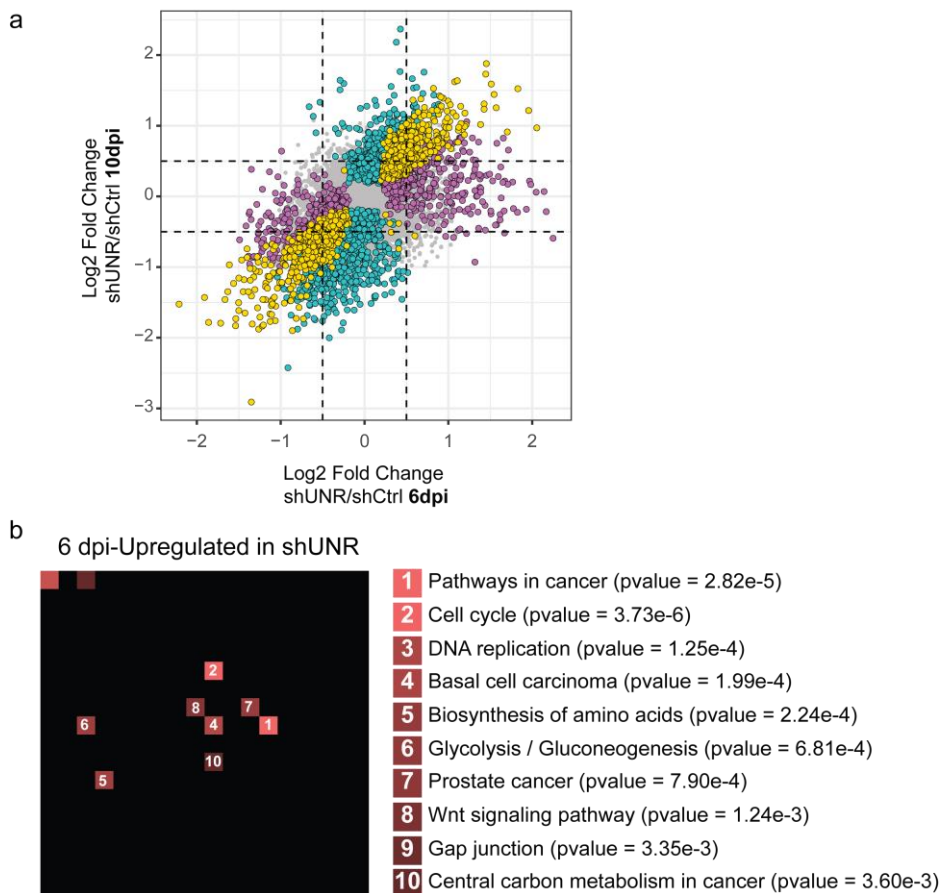 a
2
1
0
−1
−2
−3
Log2 Fold Change
shUNR/shCtrl 10dpi
−2
−1
0
1
2
Log2 Fold Change
shUNR/shCtrl 6dpi
b
6 dpi-Upregulated in shUNR
2
8
7
6
4
1
10
5
1 Pathways in cancer (pvalue = 2.82e-5)
2 Cell cycle (pvalue = 3.73e-6)
3 DNA replication (pvalue = 1.25e-4)
4 Basal cell carcinoma (pvalue = 1.99e-4)
5 Biosynthesis of amino acids (pvalue = 2.24e-4)
6 Glycolysis / Gluconeogenesis (pvalue = 6.81e-4)
7 Prostate cancer (pvalue = 7.90e-4)
8 Wnt signaling pathway (pvalue = 1.24e-3)
9 Gap junction (pvalue = 3.35e-3)
10 Central carbon metabolism in cancer (pvalue = 3.60e-3)